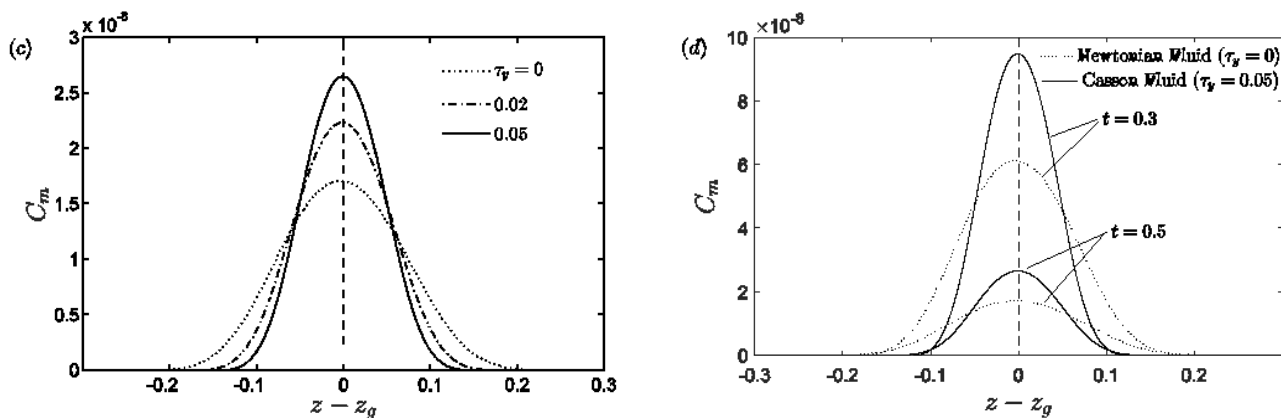 (c)
× 10⁻⁸
3
2.5
2
1.5
1
0.5
0
C_m
τ_y = 0
0.02
0.05
-0.2
-0.1
0
0.1
0.2
0.3
z − z_g
(d)
×10⁻⁸
10
8
6
4
2
0
C_m
Newtonian Fluid (τ_y = 0)
Casson Fluid (τ_y = 0.05)
t = 0.3
t = 0.5
-0.3
-0.2
-0.1
0
0.1
0.2
z − z_g